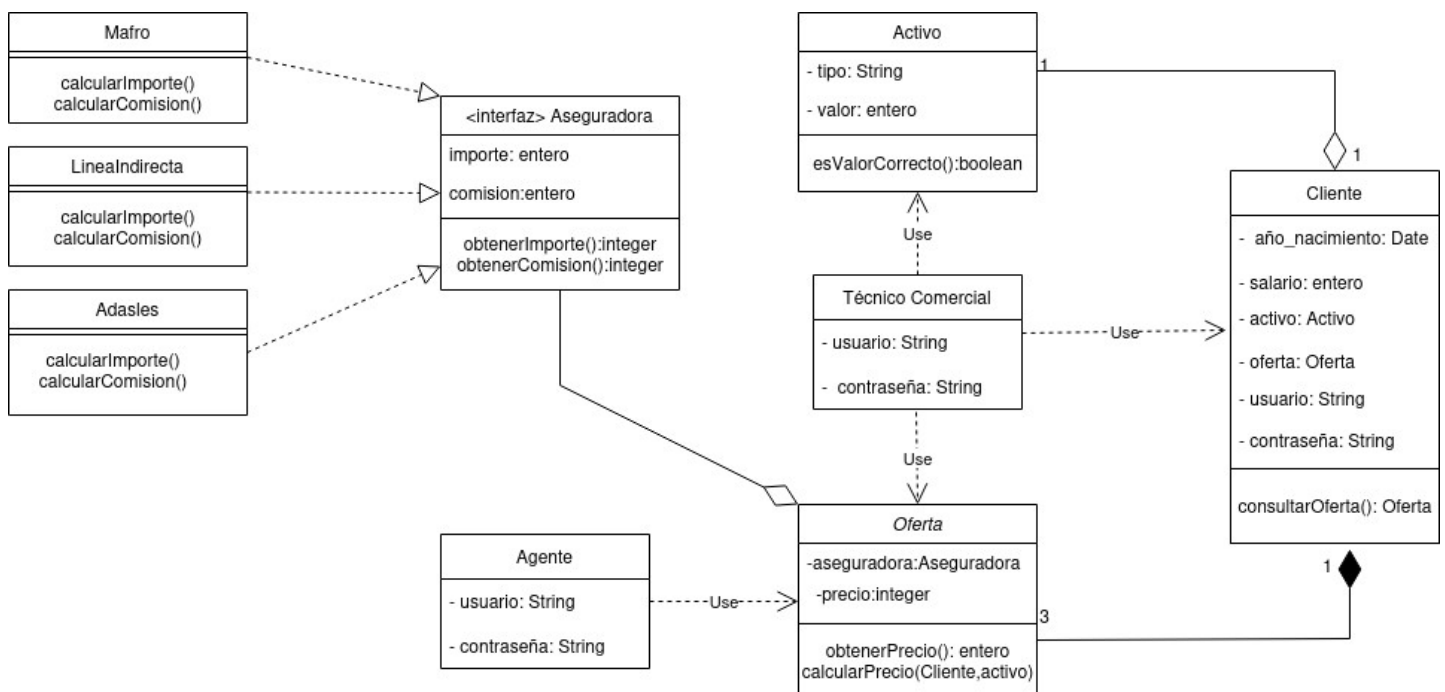 Mafro
calcularImporte()
calcularComision()
LineaIndirecta
calcularImporte()
calcularComision()
Adasles
calcularImporte()
calcularComision()
<interfaz> Aseguradora
importe: entero
comision:entero
obtenerImporte():integer
obtenerComision():integer
Activo
- tipo: String
- valor: entero
esValorCorrecto():boolean
1
1
Cliente
- año_nacimiento: Date
- salario: entero
- activo: Activo
- oferta: Oferta
- usuario: String
- contraseña: String
consultarOferta(): Oferta
Use
Técnico Comercial
- usuario: String
- contraseña: String
Use
Use
Agente
- usuario: String
- contraseña: String
Use
Oferta
-aseguradora:Aseguradora
-precio:integer
obtenerPrecio(): entero
calcularPrecio(Cliente,activo)
3
1